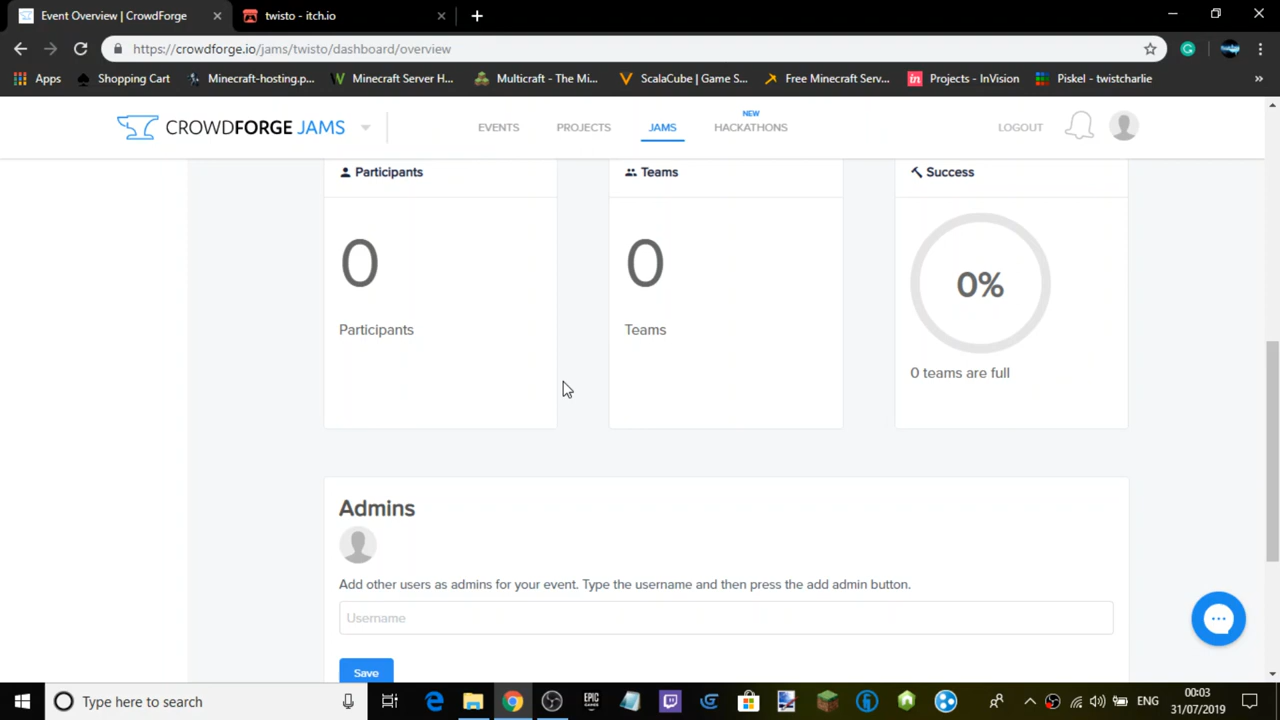 Event Overview | CrowdForge
twisto - itch.io
https://crowdforge.io/jams/twisto/dashboard/overview
Apps
Shopping Cart
Minecraft-hosting.p...
Minecraft Server H...
Multicraft - The Mi...
ScalaCube | Game S...
Free Minecraft Serv...
Projects - InVision
Piskel - twistcharlie
»
CROWDFORGE JAMS
EVENTS
PROJECTS
JAMS
NEW
HACKATHONS
LOGOUT
Participants
Teams
Success
0
0
0%
Participants
Teams
0 teams are full
Admins
Add other users as admins for your event. Type the username and then press the add admin button.
Username
Save
Type here to search
EPIC GAMES
ENG
00:03
31/07/2019